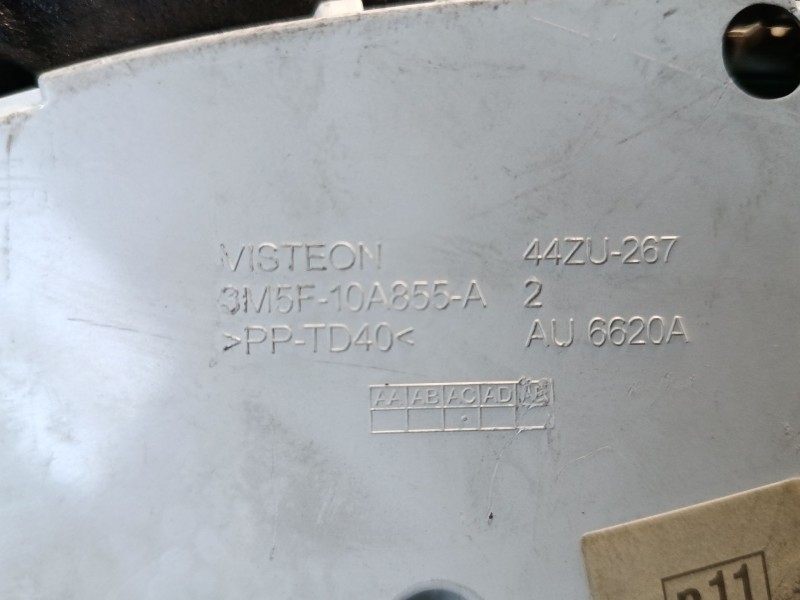 VISTEON 44ZU-267
3M5F-10A855-A 2
>PP-TD40< AU 6620A
AA AB AC AD